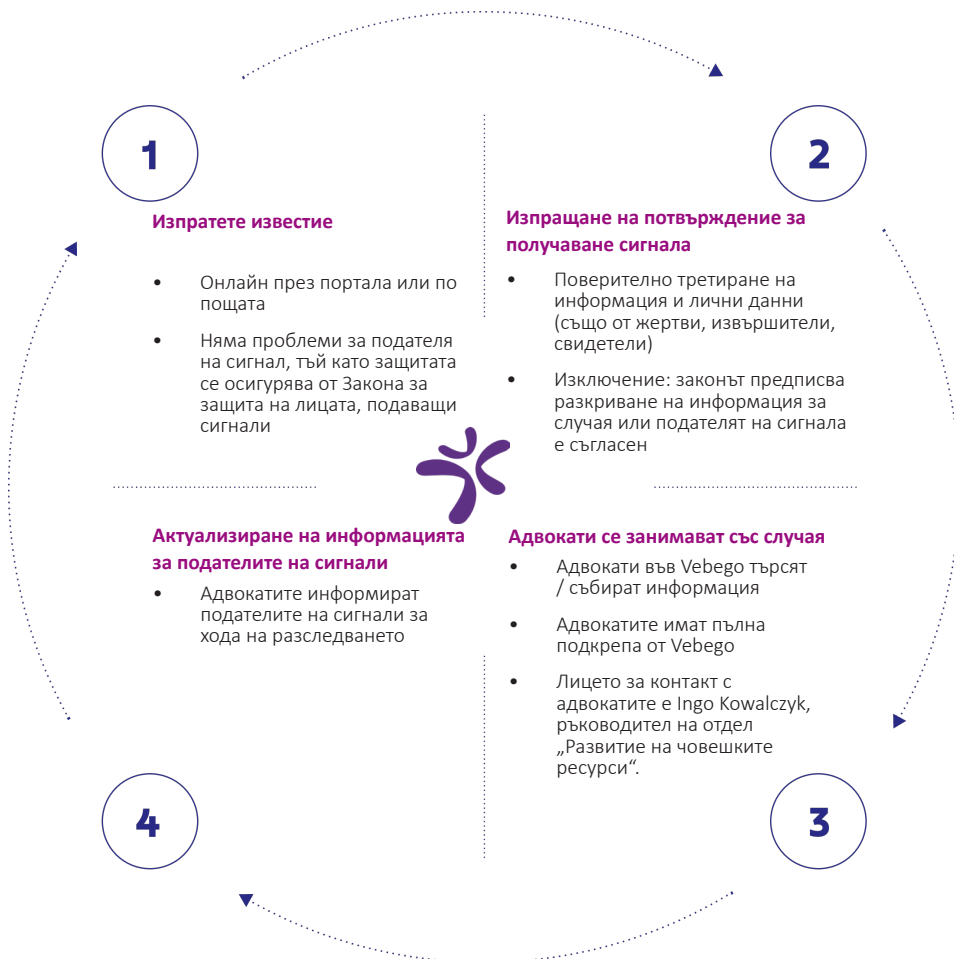 1
Изпратете известие
• Онлайн през портала или по
пощата
• Няма проблеми за подателя
на сигнал, тъй като защитата
се осигурява от Закона за
защита на лицата, подаващи
сигнали
2
Изпращане на потвърждение за
получаване сигнала
• Поверително третиране на
информация и лични данни
(също от жертви, извършители,
свидетели)
• Изключение: законът предписва
разкриване на информация за
случая или подателят на сигнала
е съгласен
Адвокати се занимават със случая
• Адвокати във Vebego търсят
/ събират информация
• Адвокатите имат пълна
подкрепа от Vebego
• Лицето за контакт с
адвокатите е Ingo Kowalczyk,
ръководител на отдел
„Развитие на човешките
ресурси“.
3
Актуализиране на информацията
за подателите на сигнали
• Адвокатите информират
подателите на сигнали за
хода на разследването
4